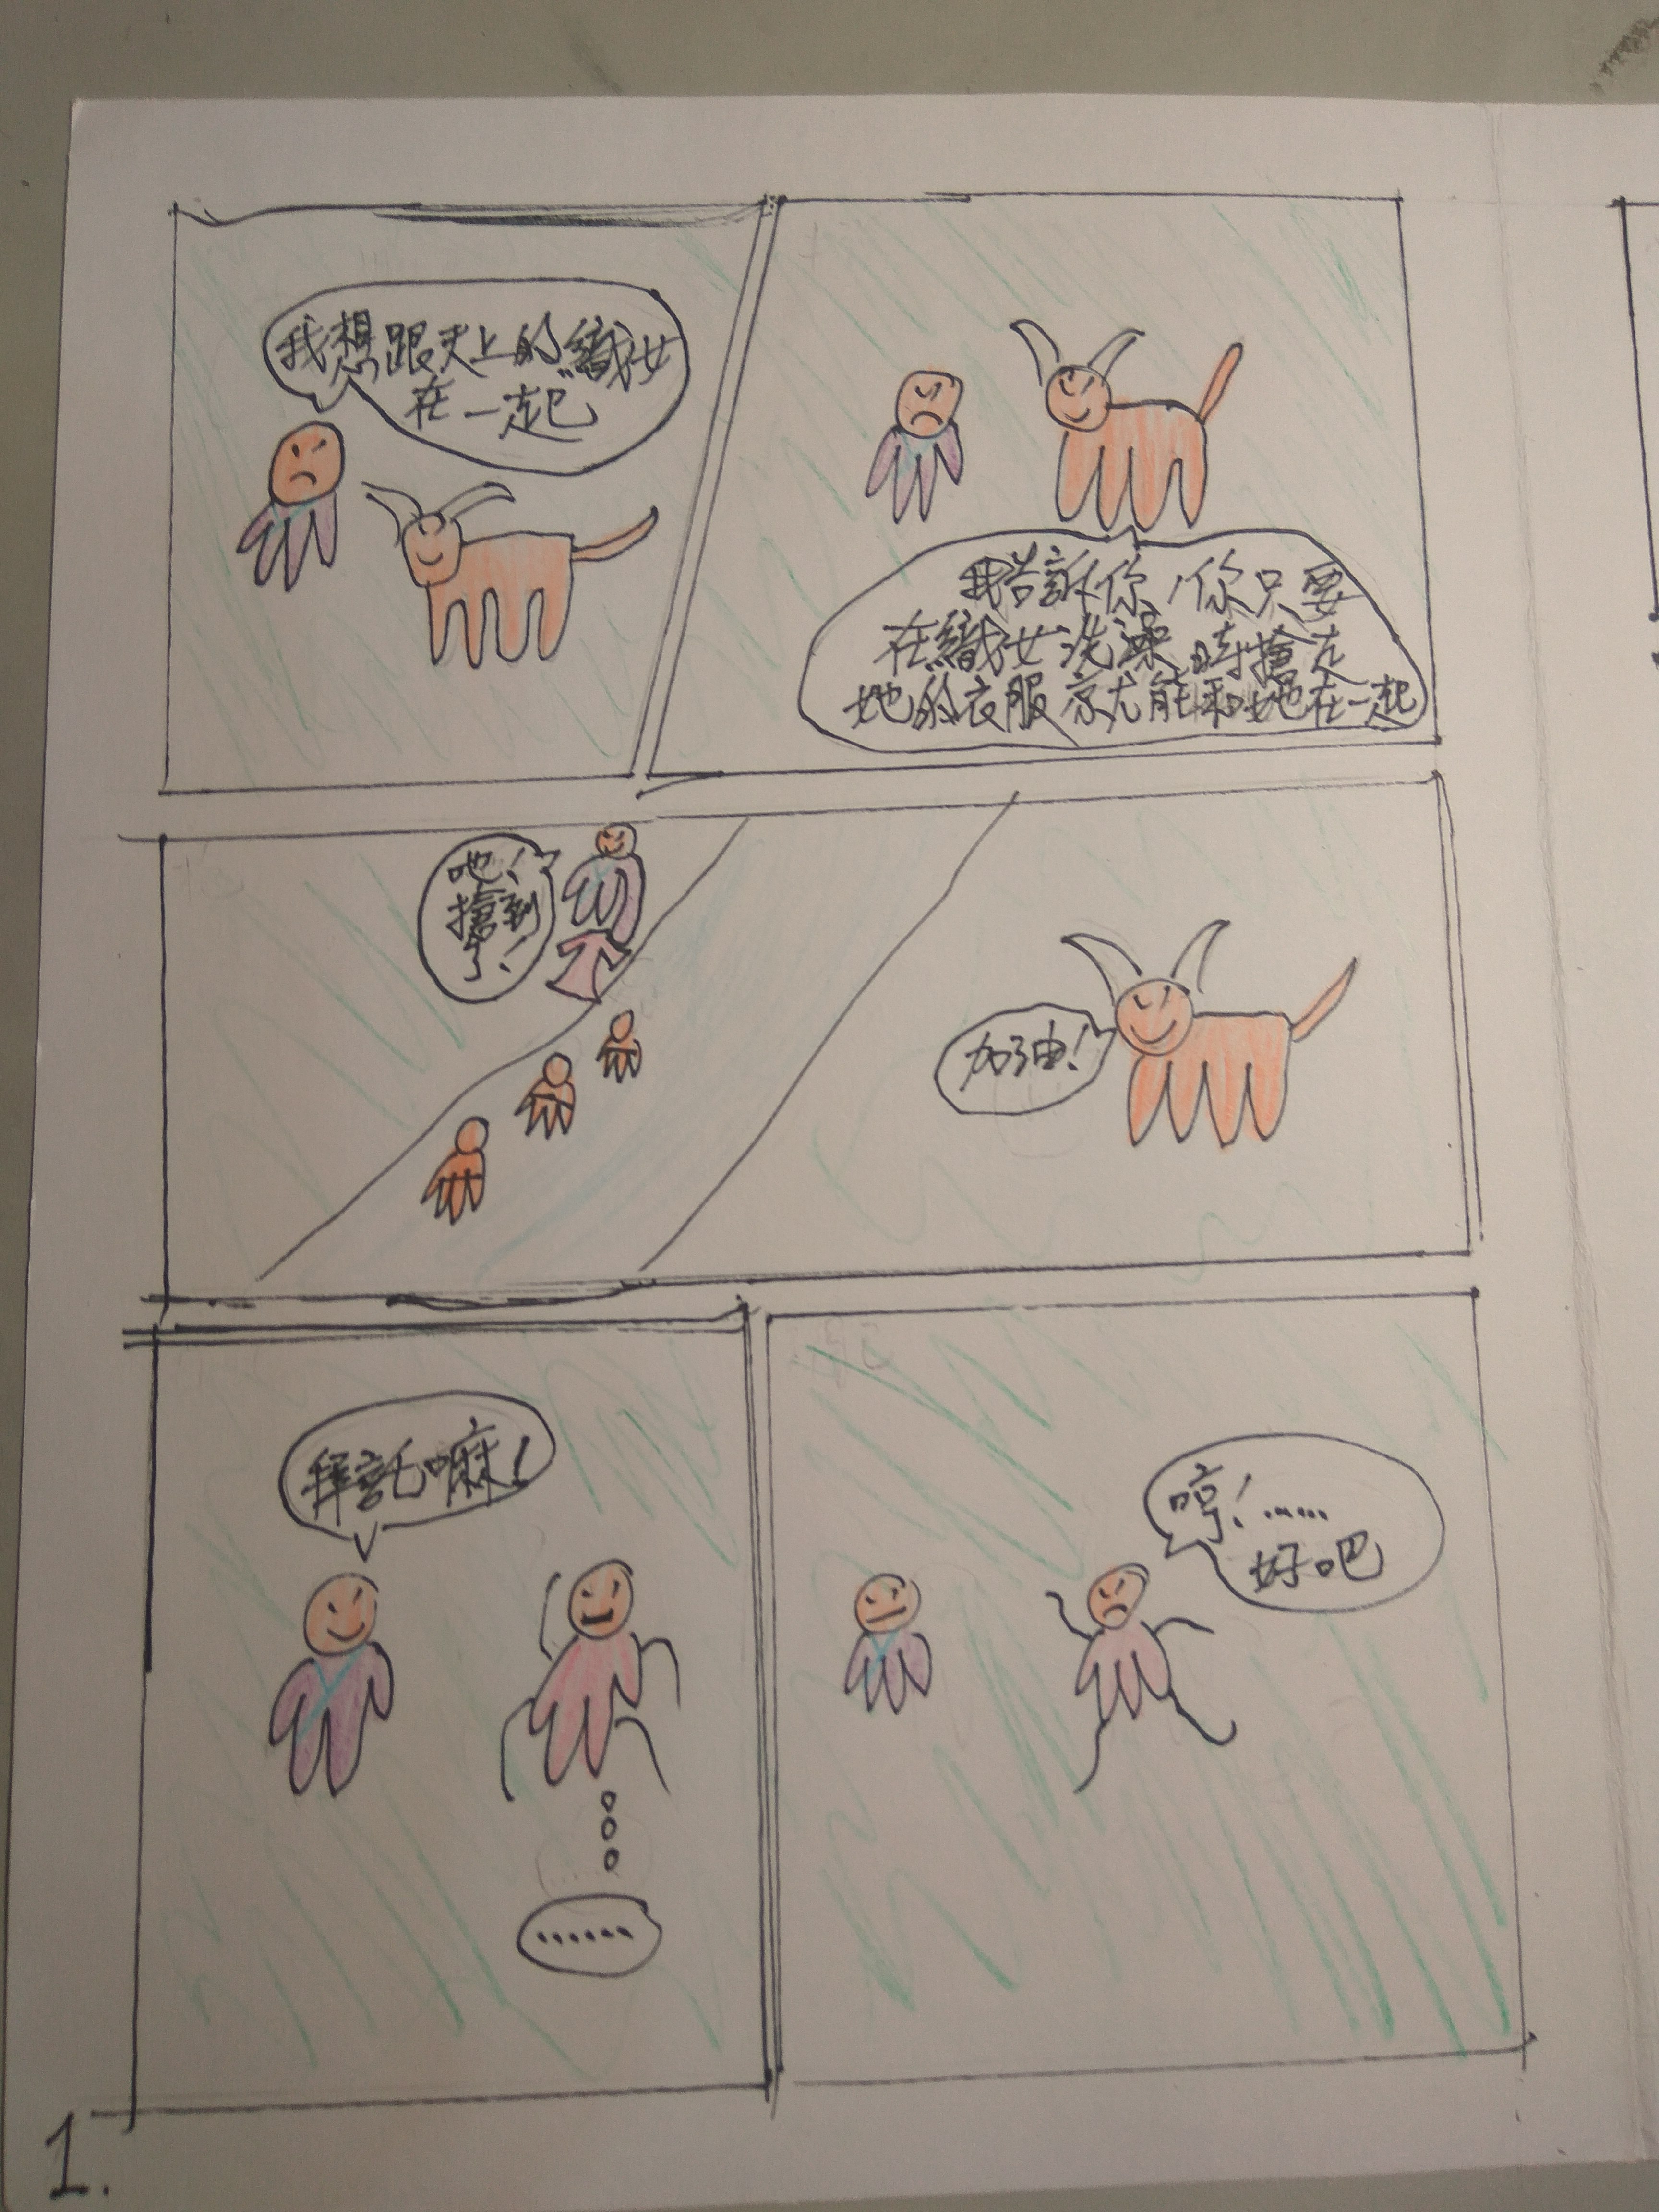 我想跟天上的織女
在一起
我告訴你,你只要
在織女洗澡時搶走
她的衣服就能和她在一起
吔!
搶到
了!
加油!
拜託嘛!
......
哼!......
好吧
1.